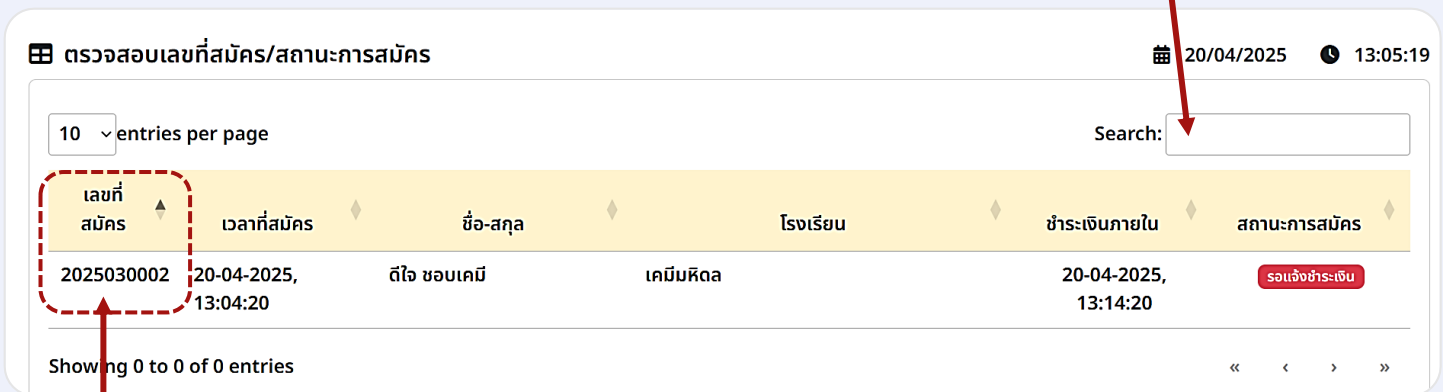 ตรวจสอบเลขที่สมัคร/สถานะการสมัคร 20/04/2025 13:05:19
10 entries per page Search:
เลขที่
สมัคร เวลาที่สมัคร ชื่อ-สกุล โรงเรียน ชำระเงินภายใน สถานะการสมัคร
2025030002 20-04-2025, ดีใจ ชอบเคมี เคมีมหิดล 20-04-2025, รอแจ้งชำระเงิน
13:04:20 13:14:20
Showing 0 to 0 of 0 entries « ‹ › »